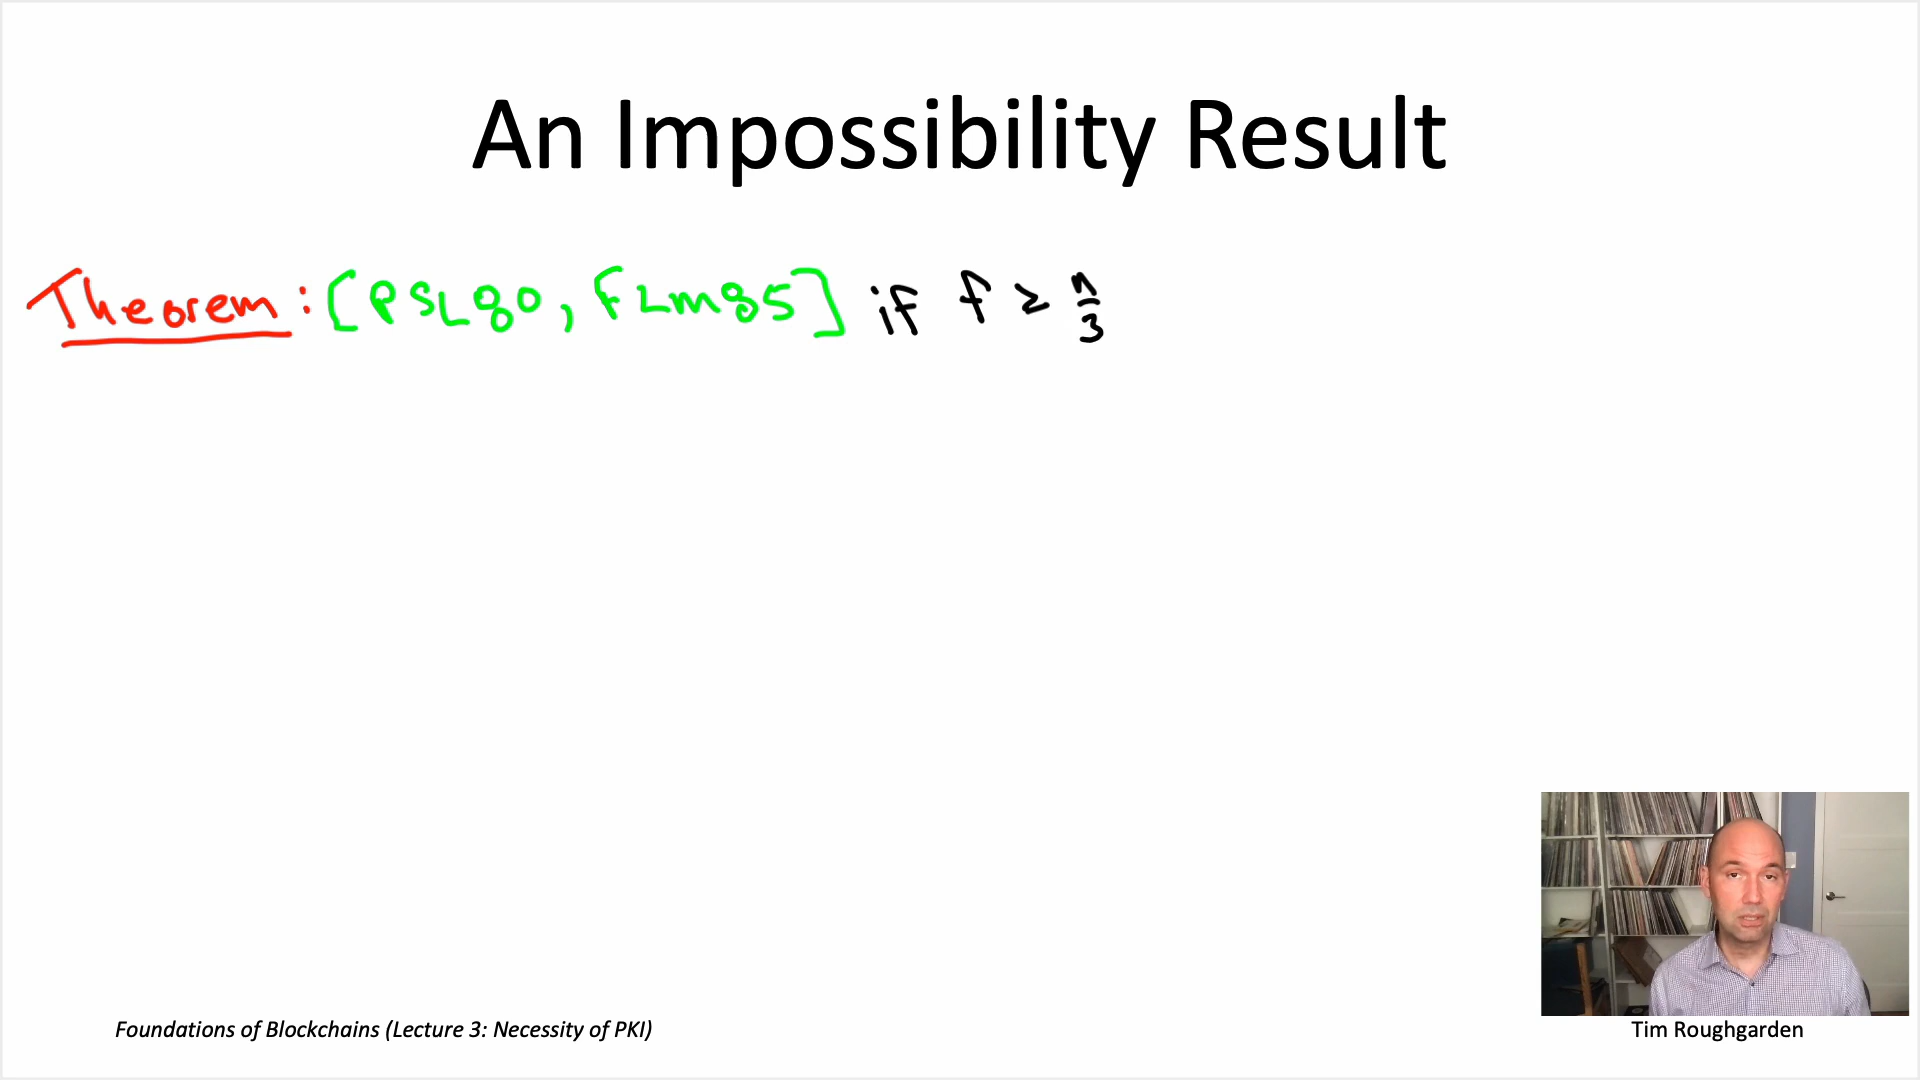 An Impossibility Result
Theorem: [PSL80, FLM85] if f ≥ n/3
Foundations of Blockchains (Lecture 3: Necessity of PKI)
Tim Roughgarden